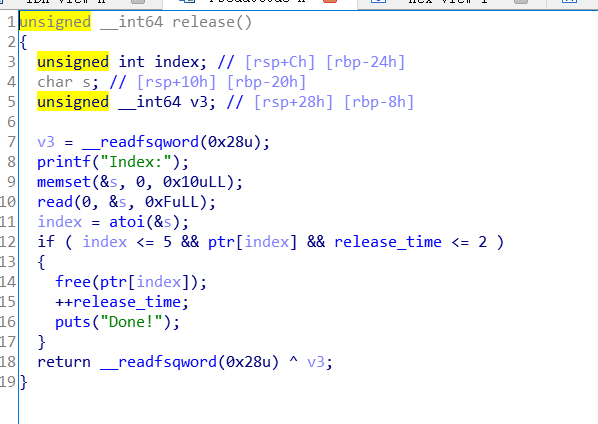 1 unsigned __int64 release()
2 {
3   unsigned int index; // [rsp+Ch] [rbp-24h]
4   char s; // [rsp+10h] [rbp-20h]
5   unsigned __int64 v3; // [rsp+28h] [rbp-8h]
6
7   v3 = __readfsqword(0x28u);
8   printf("Index:");
9   memset(&s, 0, 0x10uLL);
10   read(0, &s, 0xFuLL);
11   index = atoi(&s);
12   if ( index <= 5 && ptr[index] && release_time <= 2 )
13   {
14     free(ptr[index]);
15     ++release_time;
16     puts("Done!");
17   }
18   return __readfsqword(0x28u) ^ v3;
19 }